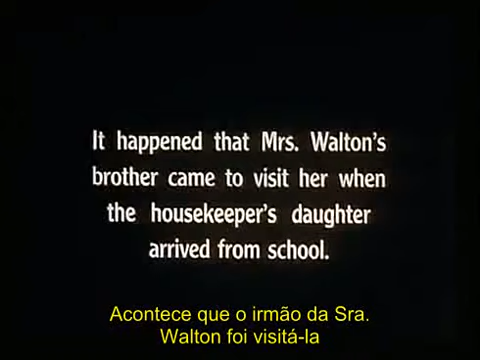 It happened that Mrs. Walton's
brother came to visit her when
the housekeeper's daughter
arrived from school.
Acontece que o irmão da Sra.
Walton foi visitá-la